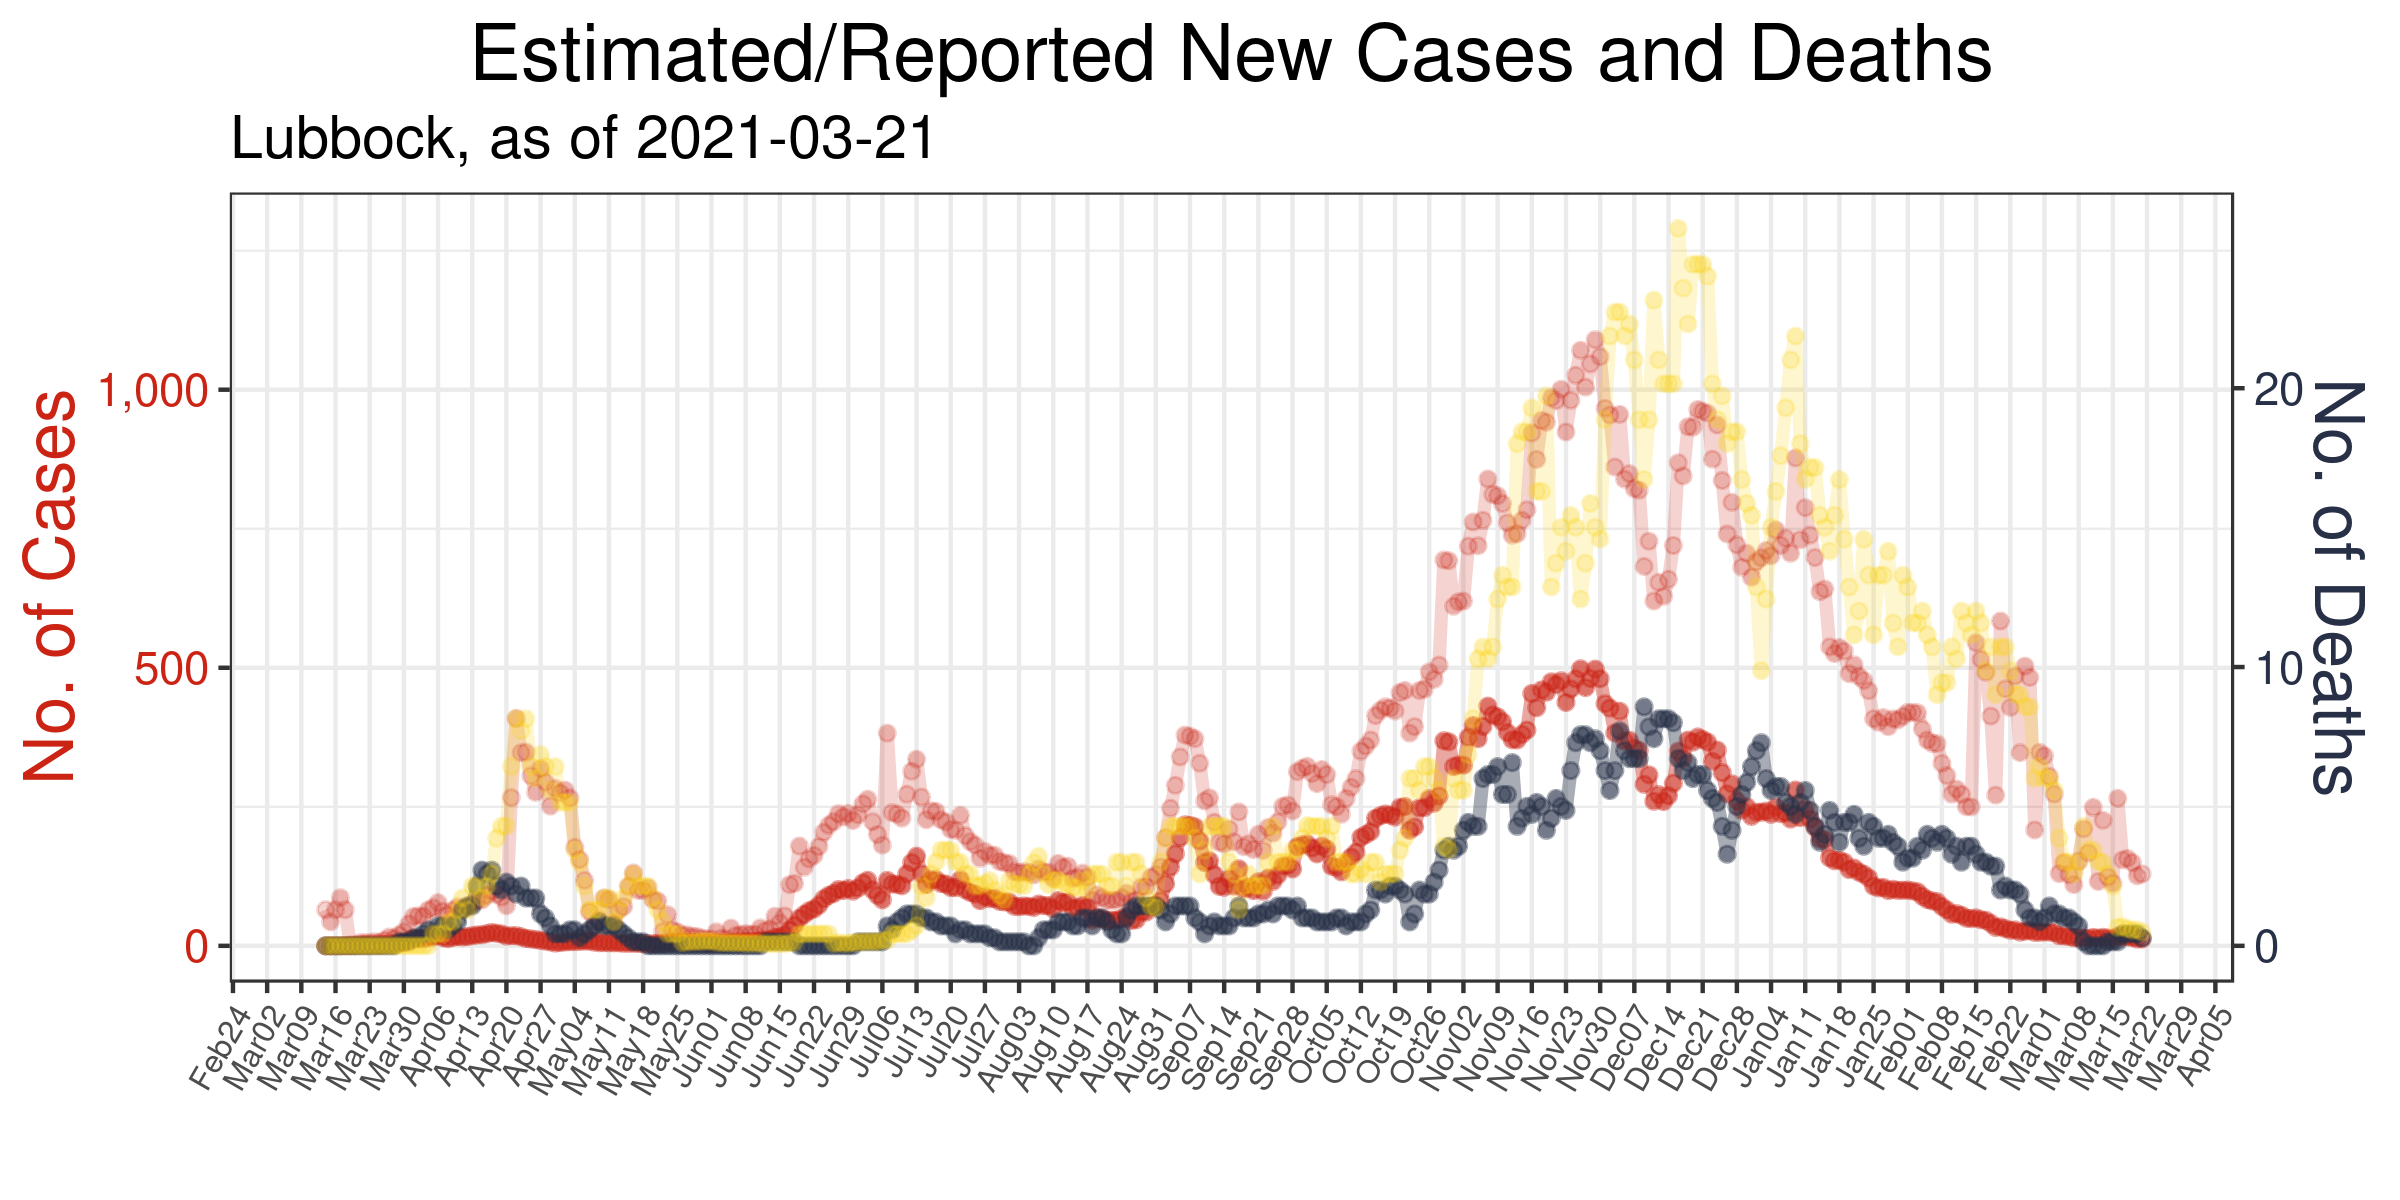 Estimated/Reported New Cases and Deaths
Lubbock, as of 2021-03-21
No. of Cases
1,000
500
0
No. of Deaths
20
10
0
Feb24
Mar02
Mar09
Mar16
Mar23
Mar30
Apr06
Apr13
Apr20
Apr27
May04
May11
May18
May25
Jun01
Jun08
Jun15
Jun22
Jun29
Jul06
Jul13
Jul20
Jul27
Aug03
Aug10
Aug17
Aug24
Aug31
Sep07
Sep14
Sep21
Sep28
Oct05
Oct12
Oct19
Oct26
Nov02
Nov09
Nov16
Nov23
Nov30
Dec07
Dec14
Dec21
Dec28
Jan04
Jan11
Jan18
Jan25
Feb01
Feb08
Feb15
Feb22
Mar01
Mar08
Mar15
Mar22
Mar29
Apr05